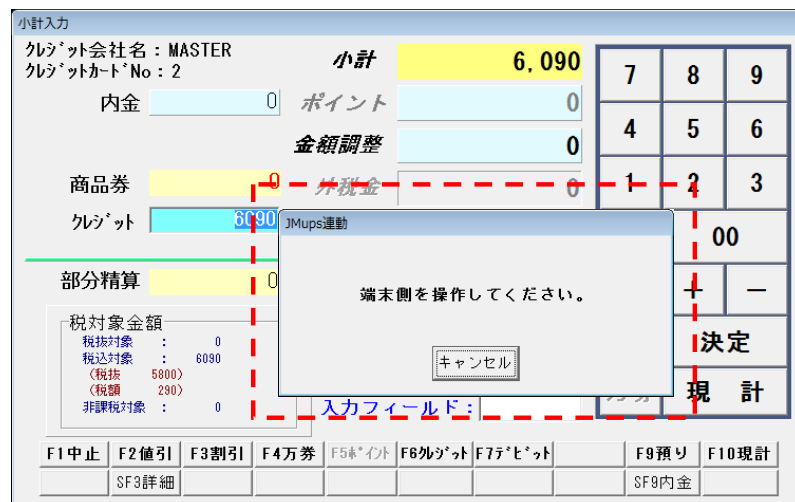 小計入力
ｸﾚｼﾞｯﾄ会社名：MASTER
ｸﾚｼﾞｯﾄｶｰﾄﾞNo：2
小計 6,090
内金 0 ポイント 0
金額調整 0
商品券 0 外税金 0
ｸﾚｼﾞｯﾄ 6090
部分精算 0
税対象金額
税抜対象 ： 0
税込対象 ： 6090
（税抜 5800）
（税額 290）
非課税対象 ： 0
JMups連動
端末側を操作してください。
キャンセル
入力フィールド：
7 8 9
4 5 6
1 2 3
00
＋ －
決定
現 計
F1中止 F2値引 F3割引 F4万券 F5ﾎﾟｲﾝﾄ F6ｸﾚｼﾞｯﾄ F7ﾃﾞﾋﾞｯﾄ F9預り F10現計
SF3詳細 SF9内金